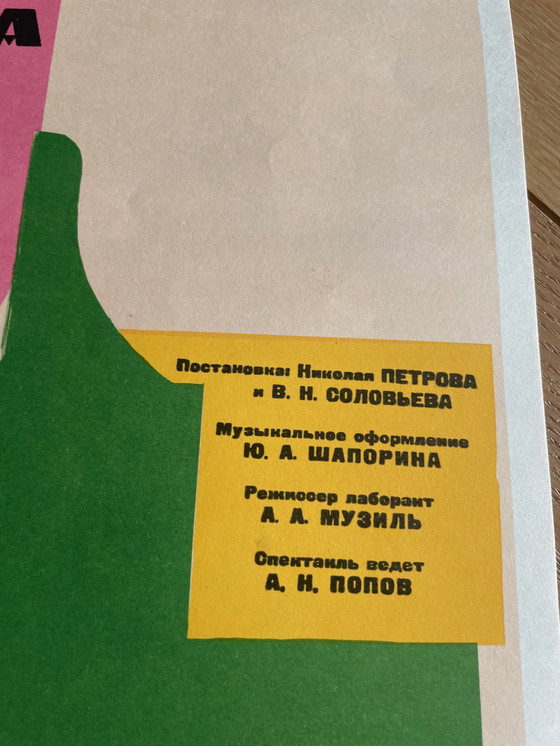 А
Постановка: Николая ПЕТРОВА
и В. Н. СОЛОВЬЕВА
Музыкальное оформление
Ю. А. ШАПОРИНА
Режиссер лаборант
А. А. МУЗИЛЬ
Спектакль ведет
А. Н. ПОПОВ